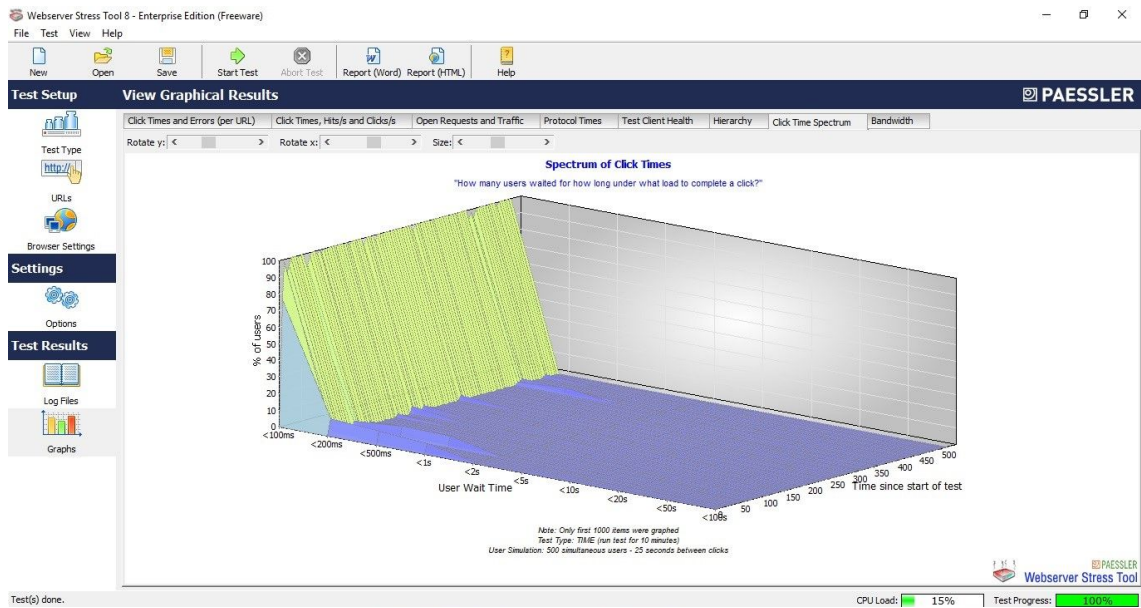 Webserver Stress Tool 8 - Enterprise Edition (Freeware)
File Test View Help
New Open Save Start Test Abort Test Report (Word) Report (HTML) Help
Test Setup
View Graphical Results
PAESSLER
Click Times and Errors (per URL) Click Times, Hits/s and Clicks/s Open Requests and Traffic Protocol Times Test Client Health Hierarchy Click Time Spectrum Bandwidth
Rotate y: < > Rotate x: < > Size: < >
Test Type
http://
URLs
Browser Settings
Settings
Options
Test Results
Log Files
Graphs
Spectrum of Click Times
"How many users waited for how long under what load to complete a click?"
% of users
100
90
80
70
60
50
40
30
20
10
0
<100ms <200ms <500ms <1s <2s <5s <10s <20s <50s <100s
User Wait Time
0 50 100 150 200 250 300 350 400 450 500
Time since start of test
Note: Only first 1000 items were graphed
Test Type: TIME (run test for 10 minutes)
User Simulation: 500 simultaneous users - 25 seconds between clicks
PAESSLER
Webserver Stress Tool
Test(s) done.
CPU Load: 15% Test Progress: 100%